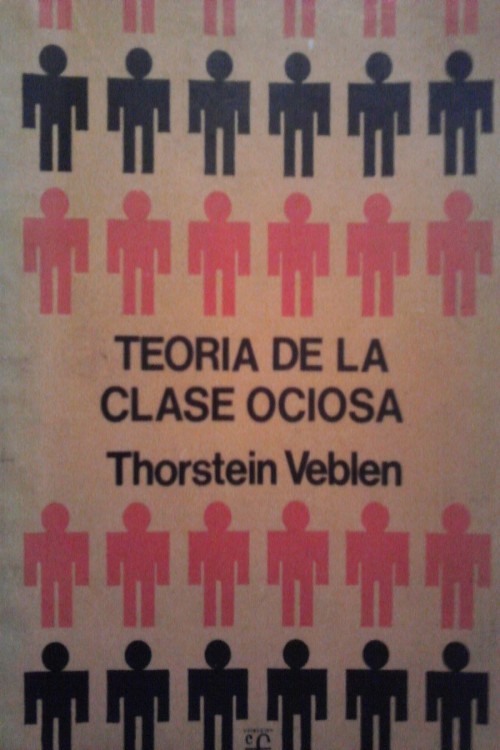 TEORIA DE LA
CLASE OCIOSA
Thorstein Veblen